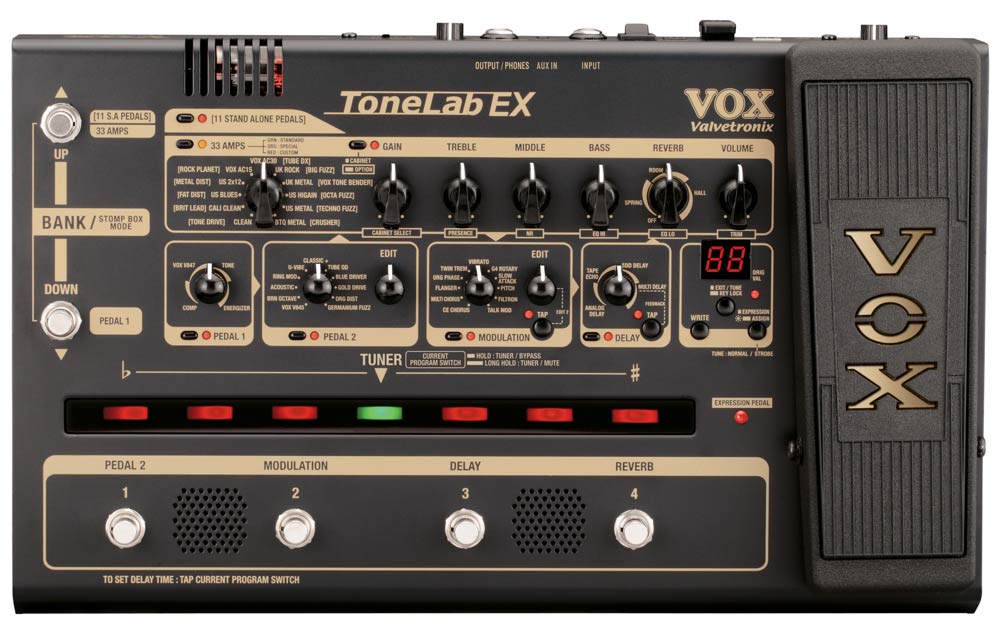 OUTPUT / PHONES AUX IN INPUT
ToneLab EX
VOX
Valvetronix
[11 S.A PEDALS]
33 AMPS
UP
BANK / STOMP BOX MODE
DOWN
PEDAL 1
[11 STAND ALONE PEDALS]
33 AMPS
GRN : STANDARD
ORG : SPECIAL
RED : CUSTOM
CABINET
OPTION
GAIN TREBLE MIDDLE BASS REVERB VOLUME
VOX AC30 [TUBE DX]
[ROCK PLANET] VOX AC15 UK ROCK [BIG FUZZ]
[METAL DIST] US 2x12 UK METAL [VOX TONE BENDER]
[FAT DIST] US BLUES US HIGAIN [OCTA FUZZ]
[BRIT LEAD] CALI CLEAN US METAL [TECHNO FUZZ]
[TONE DRIVE] CLEAN BTQ METAL [CRUSHER]
ROOM
HALL
SPRING
OFF
CABINET SELECT PRESENCE NR EQ HI EQ LO TRIM
VOX V847 TONE
COMP ENERGIZER
PEDAL 1
CLASSIC
U-VIBE TUBE OD
RING MOD BLUE DRIVER
ACOUSTIC GOLD DRIVE
BRN OCTAVE ORG DIST
VOX V845 GERMANIUM FUZZ
EDIT
PEDAL 2
VIBRATO
TWIN TREM G4 ROTARY
ORG PHASE SLOW ATTACK
FLANGER PITCH
MULTI CHORUS FILTRON
CE CHORUS TALK MOD
EDIT
EDIT 2
TAP
MODULATION
SDD DELAY
TAPE ECHO
MULTI DELAY
ANALOG DELAY
FEEDBACK
TAP
DELAY
88
ORIG VAL
EXIT / TUNE
KEY LOCK
WRITE
EXPRESSION
ASSIGN
TUNE : NORMAL / STROBE
TUNER
CURRENT PROGRAM SWITCH
HOLD : TUNER / BYPASS
LONG HOLD : TUNER / MUTE
♭ ♯
EXPRESSION PEDAL
PEDAL 2 MODULATION DELAY REVERB
1 2 3 4
TO SET DELAY TIME : TAP CURRENT PROGRAM SWITCH
VOX